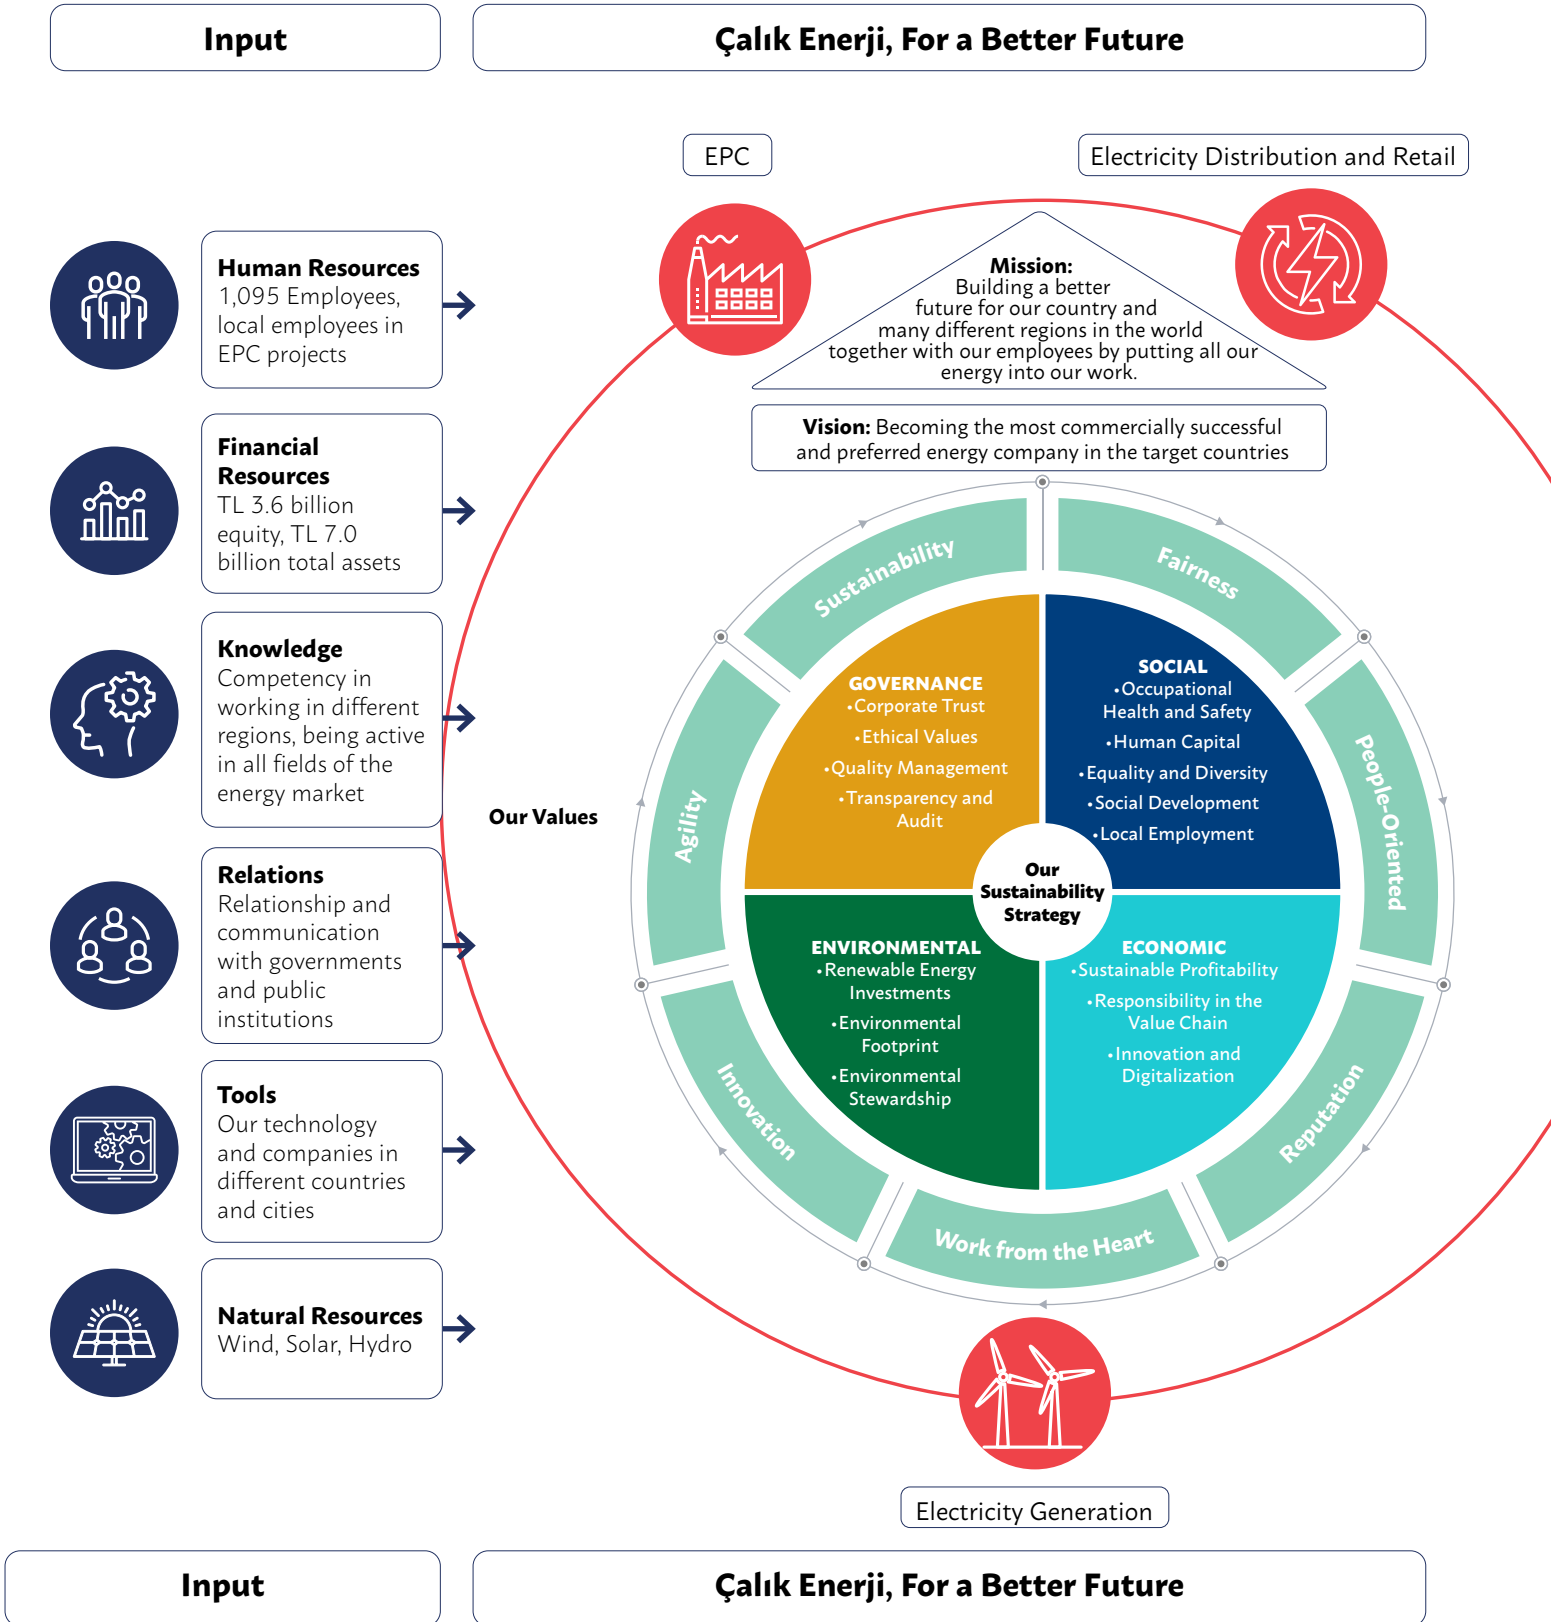 Input
Çalık Enerji, For a Better Future
EPC
Electricity Distribution and Retail
Human Resources
1,095 Employees,
local employees in
EPC projects
Financial
Resources
TL 3.6 billion
equity, TL 7.0
billion total assets
Knowledge
Competency in
working in different
regions, being active
in all fields of the
energy market
Relations
Relationship and
communication
with governments
and public
institutions
Tools
Our technology
and companies in
different countries
and cities
Natural Resources
Wind, Solar, Hydro
Mission:
Building a better
future for our country and
many different regions in the world
together with our employees by putting all our
energy into our work.
Vision: Becoming the most commercially successful
and preferred energy company in the target countries
Our Values
Sustainability
Fairness
People-Oriented
Reputation
Work from the Heart
Innovation
Agility
GOVERNANCE
•Corporate Trust
•Ethical Values
•Quality Management
•Transparency and
Audit
SOCIAL
•Occupational
Health and Safety
•Human Capital
•Equality and Diversity
•Social Development
•Local Employment
Our
Sustainability
Strategy
ENVIRONMENTAL
•Renewable Energy
Investments
•Environmental
Footprint
•Environmental
Stewardship
ECONOMIC
•Sustainable Profitability
•Responsibility in the
Value Chain
•Innovation and
Digitalization
Electricity Generation
Input
Çalık Enerji, For a Better Future